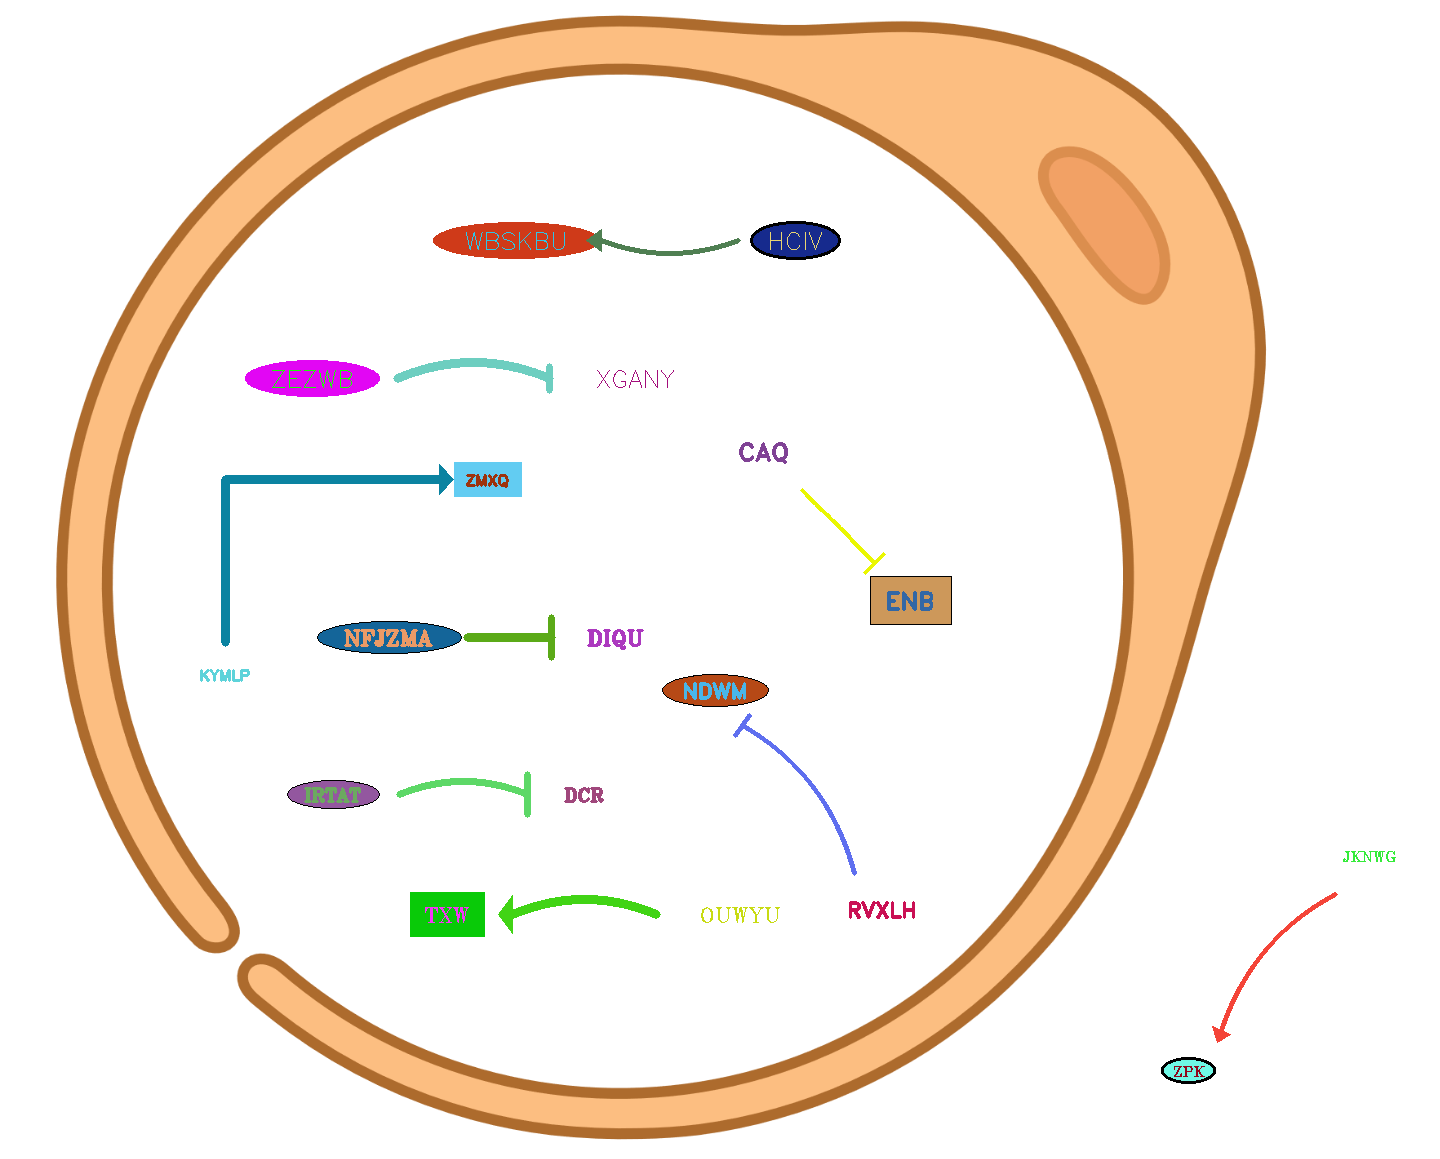 WBSKBU
HCIV
ZEZWB
XGANY
CAQ
ZMXQ
ENB
NFJZMA
DIQU
KYMLP
NDWM
IRTAT
DCR
JKNWG
TXW
OUWYU
RVXLH
ZPK